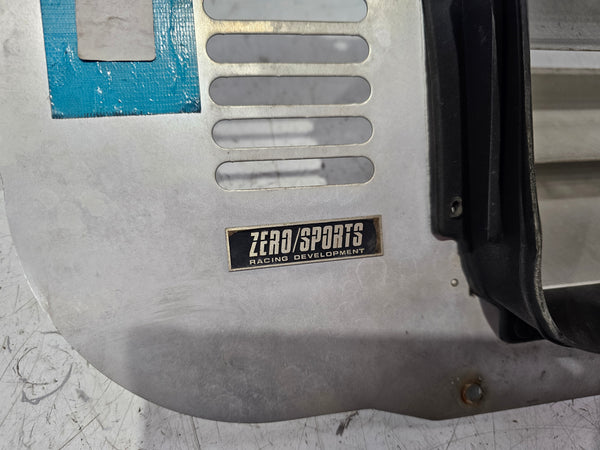 ZERO/SPORTS
RACING DEVELOPMENT